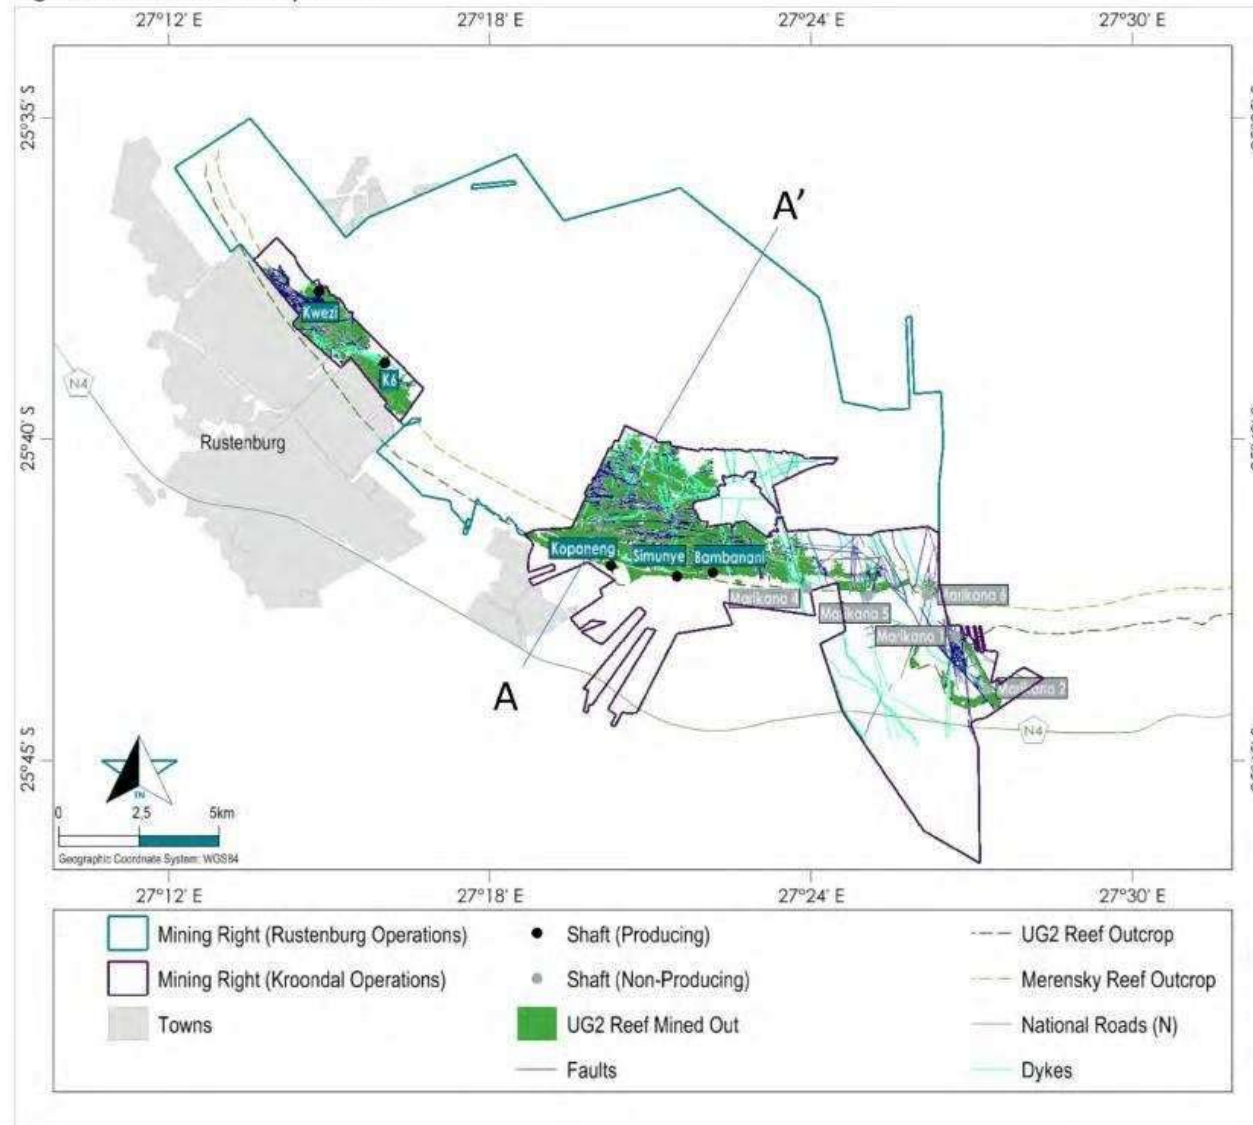 27°12' E 27°18' E 27°24' E 27°30' E
25°35' S
A'
Kwezi
N4
K6
25°40' S
Rustenburg
Kopaneng Simunye Bambanani
Marikana 4 Marikana 6
Marikana 5
Marikana 1
Marikana 2
A
N4
25°45' S
0 2.5 5km
Geographic Coordinate System: WGS84
27°12' E 27°18' E 27°24' E 27°30' E
Mining Right (Rustenburg Operations) Shaft (Producing) UG2 Reef Outcrop
Mining Right (Kroondal Operations) Shaft (Non-Producing) Merensky Reef Outcrop
Towns UG2 Reef Mined Out National Roads (N)
Faults Dykes